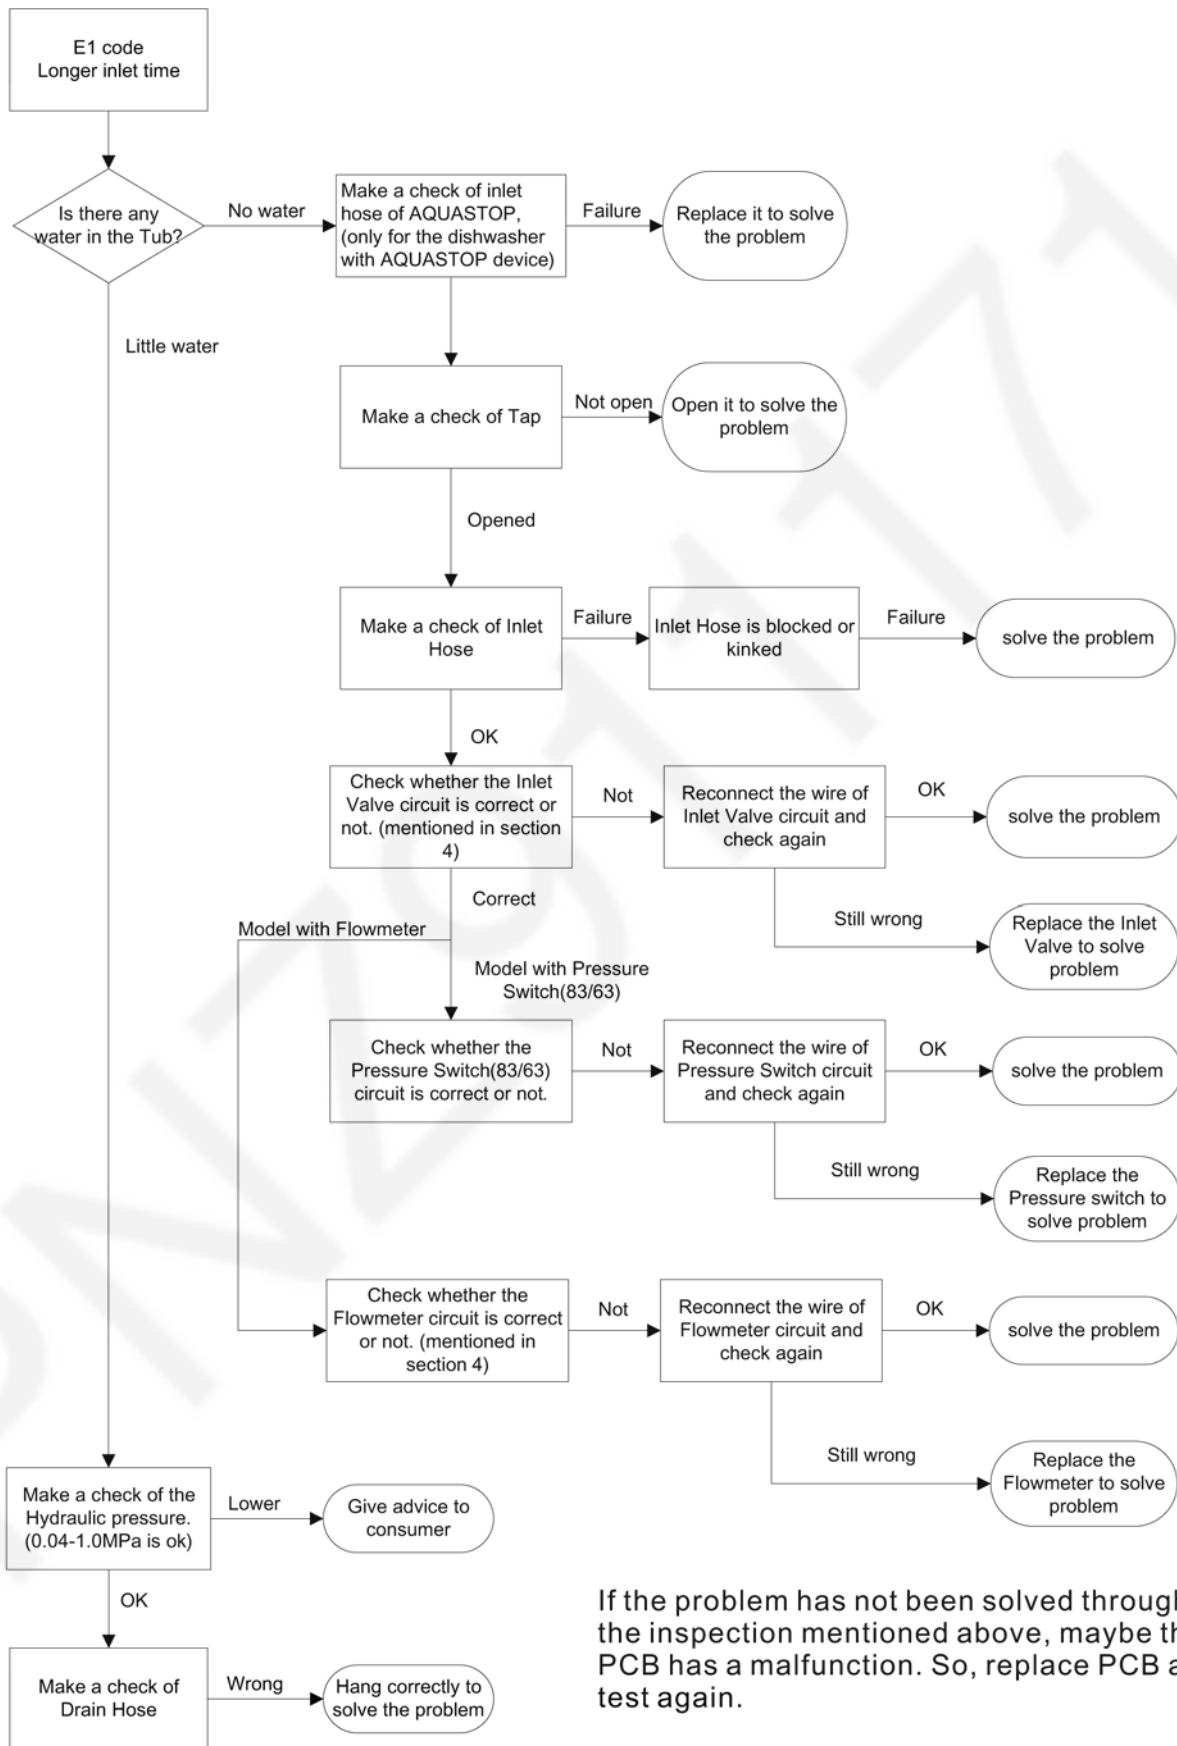 E1 code
Longer inlet time
Is there any
water in the Tub?
No water
Make a check of inlet
hose of AQUASTOP,
(only for the dishwasher
with AQUASTOP device)
Failure
Replace it to solve
the problem
Little water
Make a check of Tap
Not open
Open it to solve the
problem
Opened
Make a check of Inlet
Hose
Failure
Inlet Hose is blocked or
kinked
Failure
solve the problem
OK
Check whether the Inlet
Valve circuit is correct or
not. (mentioned in section
4)
Not
Reconnect the wire of
Inlet Valve circuit and
check again
OK
solve the problem
Correct
Still wrong
Replace the Inlet
Valve to solve
problem
Model with Flowmeter
Model with Pressure
Switch(83/63)
Check whether the
Pressure Switch(83/63)
circuit is correct or not.
Not
Reconnect the wire of
Pressure Switch circuit
and check again
OK
solve the problem
Still wrong
Replace the
Pressure switch to
solve problem
Check whether the
Flowmeter circuit is correct
or not. (mentioned in
section 4)
Not
Reconnect the wire of
Flowmeter circuit and
check again
OK
solve the problem
Still wrong
Replace the
Flowmeter to solve
problem
Make a check of the
Hydraulic pressure.
(0.04-1.0MPa is ok)
Lower
Give advice to
consumer
OK
Make a check of
Drain Hose
Wrong
Hang correctly to
solve the problem
If the problem has not been solved through
the inspection mentioned above, maybe th
PCB has a malfunction. So, replace PCB a
test again.